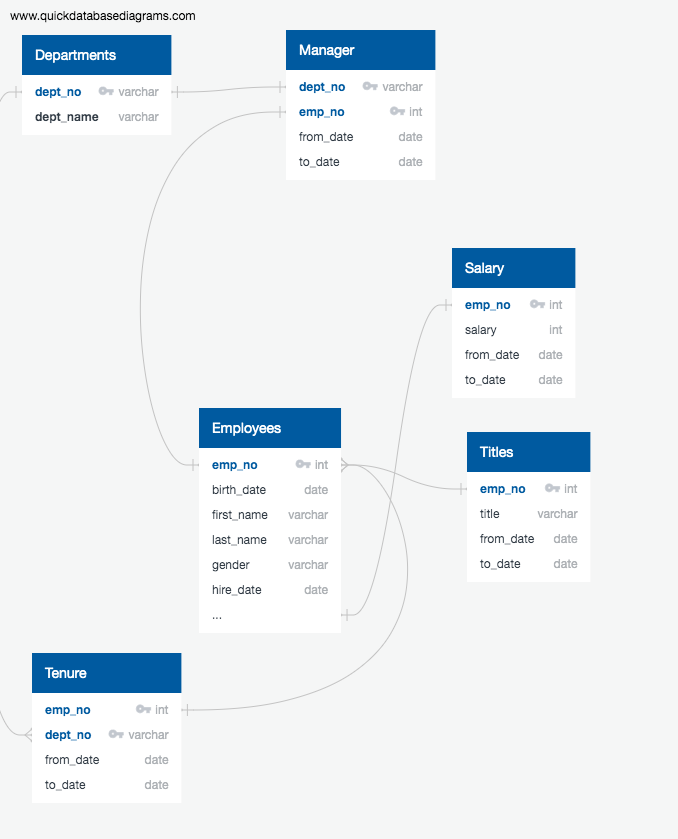 www.quickdatabasediagrams.com
Departments
dept_no varchar
dept_name varchar
Manager
dept_no varchar
emp_no int
from_date date
to_date date
Salary
emp_no int
salary int
from_date date
to_date date
Employees
emp_no int
birth_date date
first_name varchar
last_name varchar
gender varchar
hire_date date
...
Titles
emp_no int
title varchar
from_date date
to_date date
Tenure
emp_no int
dept_no varchar
from_date date
to_date date